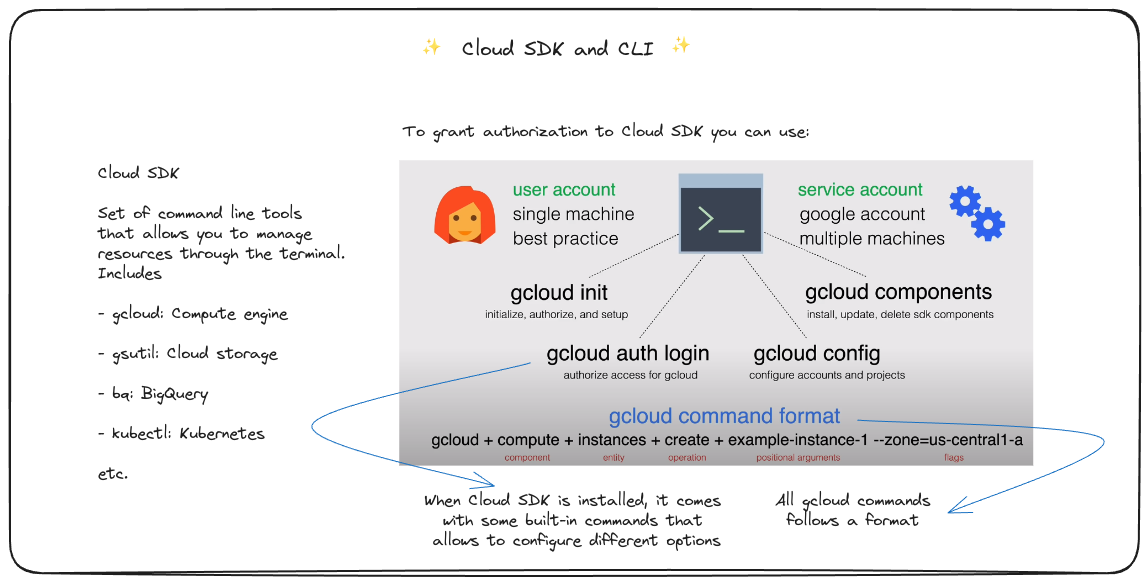 ✨ Cloud SDK and CLI ✨
To grant authorization to Cloud SDK you can use:
Cloud SDK
Set of command line tools
that allows you to manage
resources through the terminal.
Includes
- gcloud: Compute engine
- gsutil: Cloud storage
- bq: BigQuery
- kubectl: Kubernetes
etc.
user account
single machine
best practice
>_
service account
google account
multiple machines
gcloud init
initialize, authorize, and setup
gcloud components
install, update, delete sdk components
gcloud auth login
authorize access for gcloud
gcloud config
configure accounts and projects
gcloud command format
gcloud + compute + instances + create + example-instance-1 --zone=us-central1-a
component entity operation positional arguments flags
When Cloud SDK is installed, it comes
with some built-in commands that
allows to configure different options
All gcloud commands
follows a format